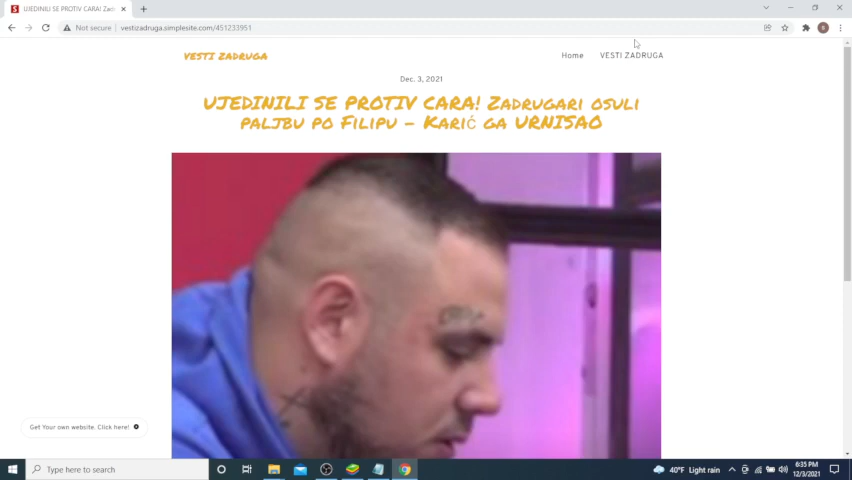 UJEDINILI SE PROTIV CARA! Zad
Not secure
vestizadruga.simplesite.com/451233951
VESTI ZADRUGA
Home
VESTI ZADRUGA
Dec. 3, 2021
UJEDINILI SE PROTIV CARA! Zadrugari osuli
paljbu po Filipu – Karić ga URNISAO
Get Your own website. Click here!
Type here to search
40°F Light rain
6:35 PM
12/3/2021